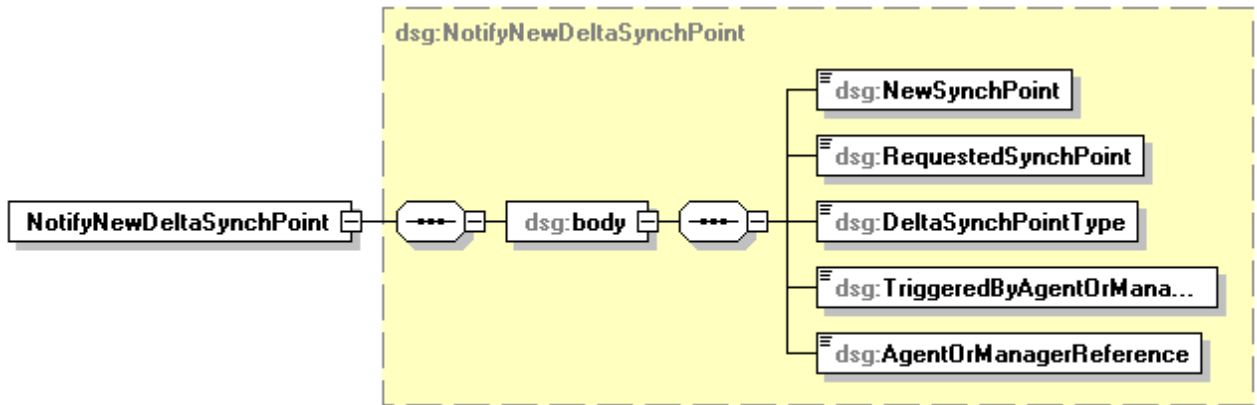 dsg:NotifyNewDeltaSynchPoint
dsg:NewSynchPoint
dsg:RequestedSynchPoint
NotifyNewDeltaSynchPoint
dsg:body
dsg:DeltaSynchPointType
dsg:TriggeredByAgentOrMana...
dsg:AgentOrManagerReference